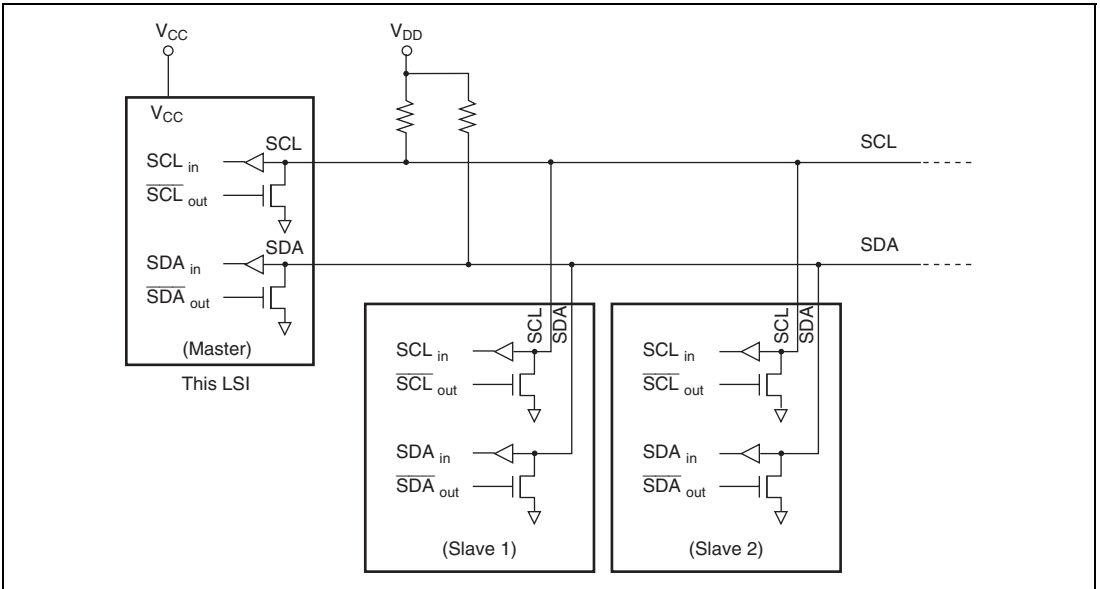 VCC
VDD
VCC
SCL
SCL
SCL in
SCL out
SDA
SDA
SDA in
SDA out
(Master)
This LSI
SCL
SDA
SCL in
SCL out
SDA in
SDA out
(Slave 1)
SCL
SDA
SCL in
SCL out
SDA in
SDA out
(Slave 2)